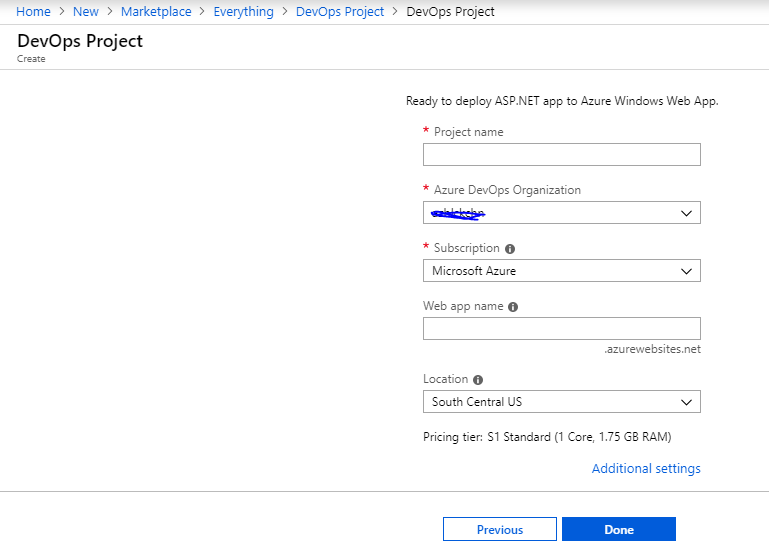 Home > New > Marketplace > Everything > DevOps Project > DevOps Project
DevOps Project
Create
Ready to deploy ASP.NET app to Azure Windows Web App.
* Project name
* Azure DevOps Organization
* Subscription
Microsoft Azure
Web app name
.azurewebsites.net
Location
South Central US
Pricing tier: S1 Standard (1 Core, 1.75 GB RAM)
Additional settings
Previous Done